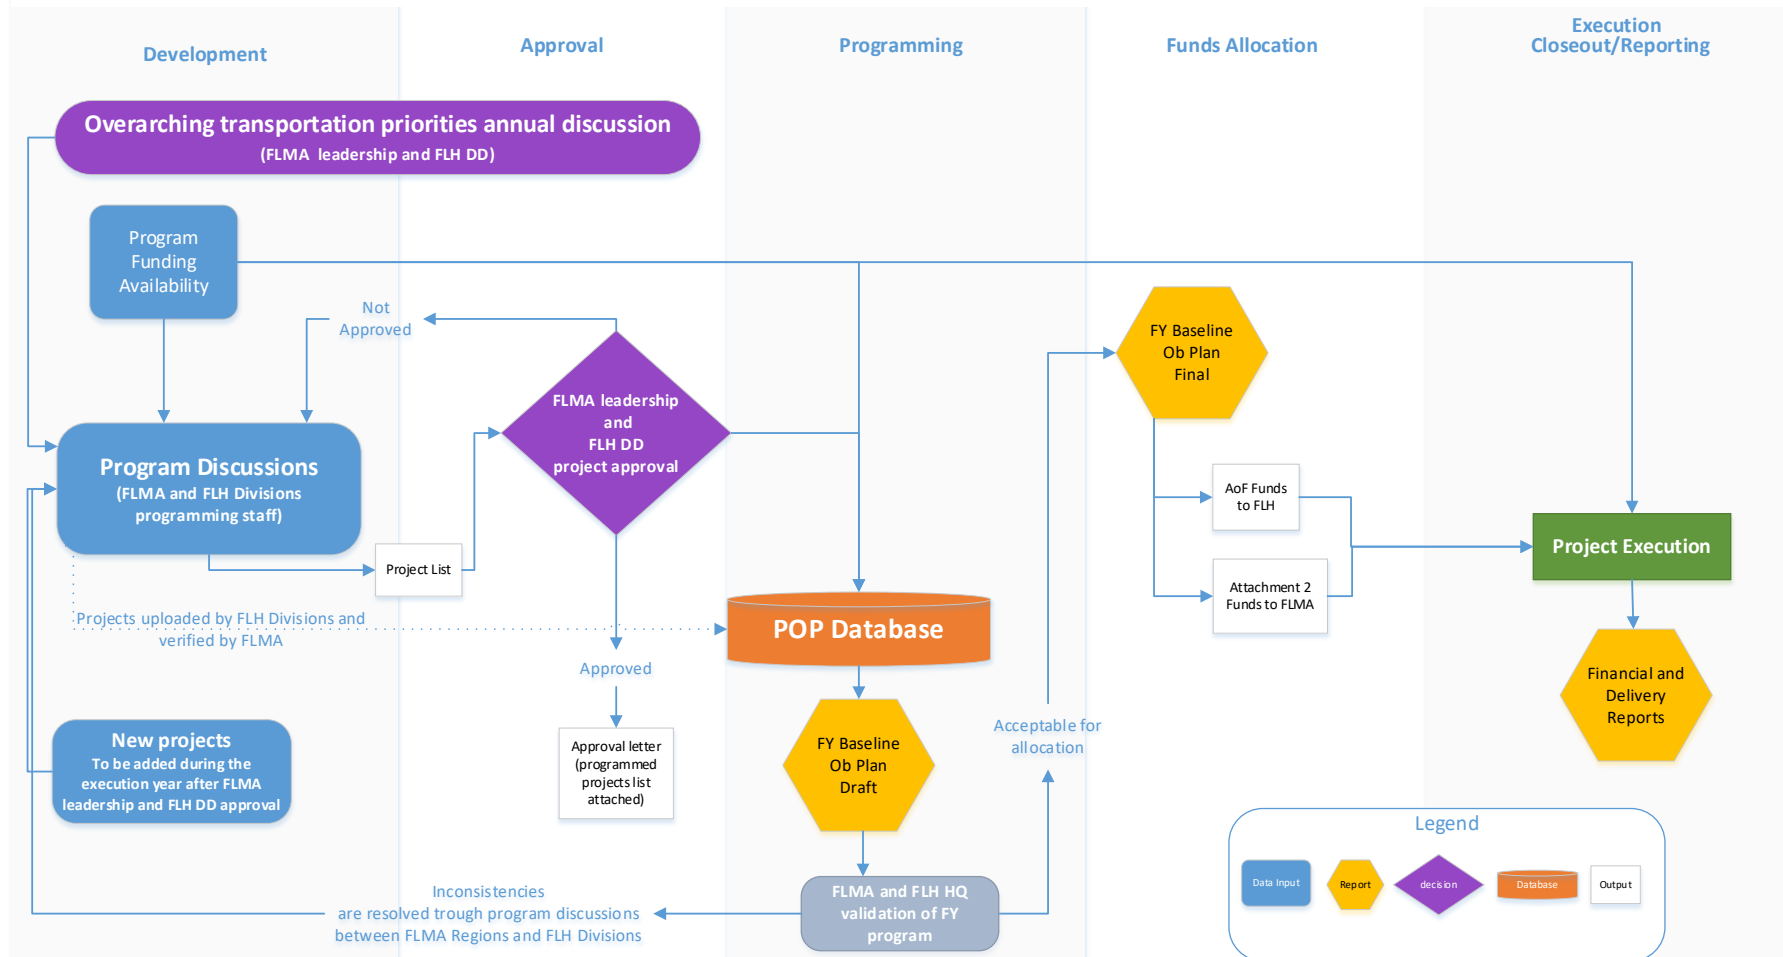 Development
Approval
Programming
Funds Allocation
Execution
Closeout/Reporting
Overarching transportation priorities annual discussion
(FLMA leadership and FLH DD)
Program
Funding
Availability
Not
Approved
FLMA leadership
and
FLH DD
project approval
Program Discussions
(FLMA and FLH Divisions
programming staff)
Project List
Projects uploaded by FLH Divisions and
verified by FLMA
Approved
Approval letter
(programmed
projects list
attached)
New projects
To be added during the
execution year after FLMA
leadership and FLH DD approval
POP Database
FY Baseline
Ob Plan
Draft
FLMA and FLH HQ
validation of FY
program
Inconsistencies
are resolved trough program discussions
between FLMA Regions and FLH Divisions
Acceptable for
allocation
FY Baseline
Ob Plan
Final
AoF Funds
to FLH
Attachment 2
Funds to FLMA
Project Execution
Financial and
Delivery
Reports
Legend
Data Input
Report
decision
Database
Output